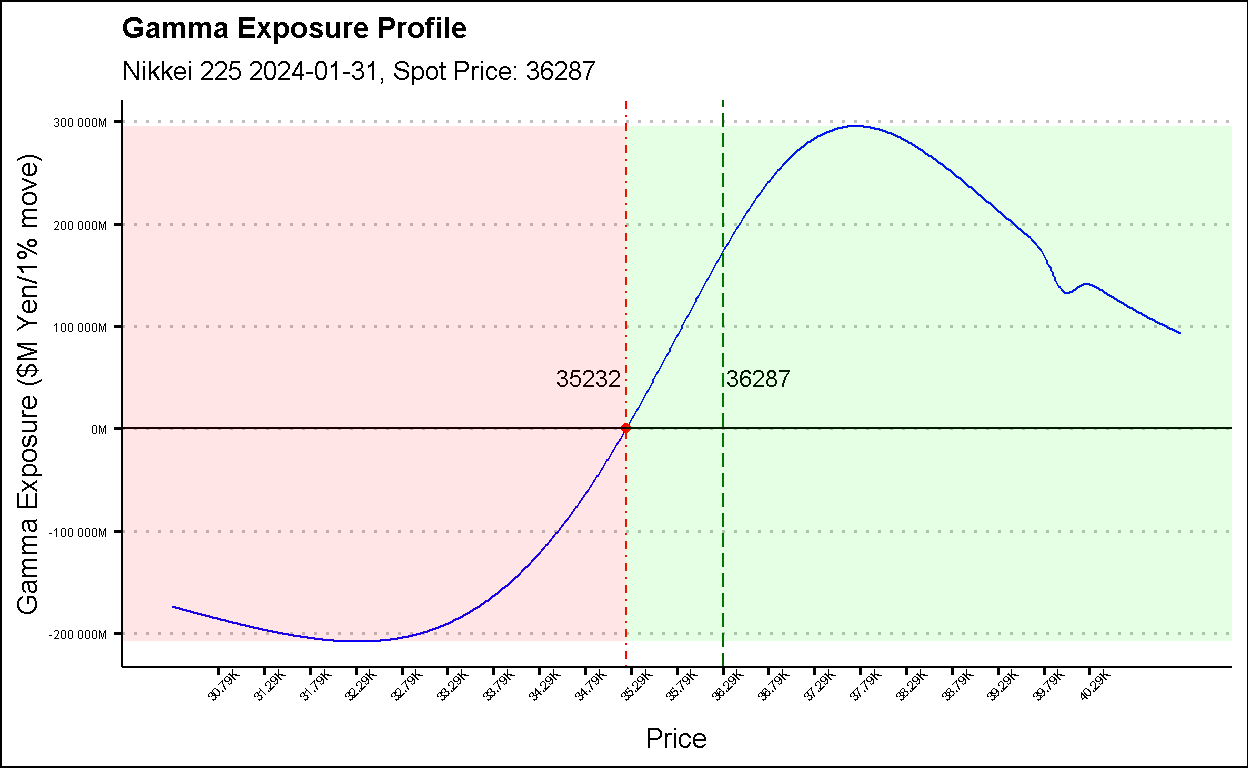 Gamma Exposure Profile
Nikkei 225 2024-01-31, Spot Price: 36287
Gamma Exposure ($M Yen/1% move)
300 000M
200 000M
100 000M
0M
-100 000M
-200 000M
35232
36287
30.79K 31.29K 31.79K 32.29K 32.79K 33.29K 33.79K 34.29K 34.79K 35.29K 35.79K 36.29K 36.79K 37.29K 37.79K 38.29K 38.79K 39.29K 39.79K 40.29K
Price